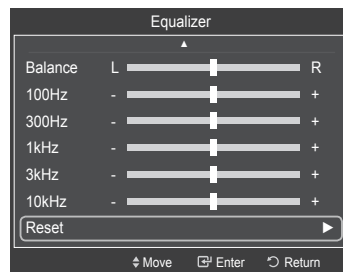 Equalizer
Balance L R
100Hz - +
300Hz - +
1kHz - +
3kHz - +
10kHz - +
Reset
Move Enter Return